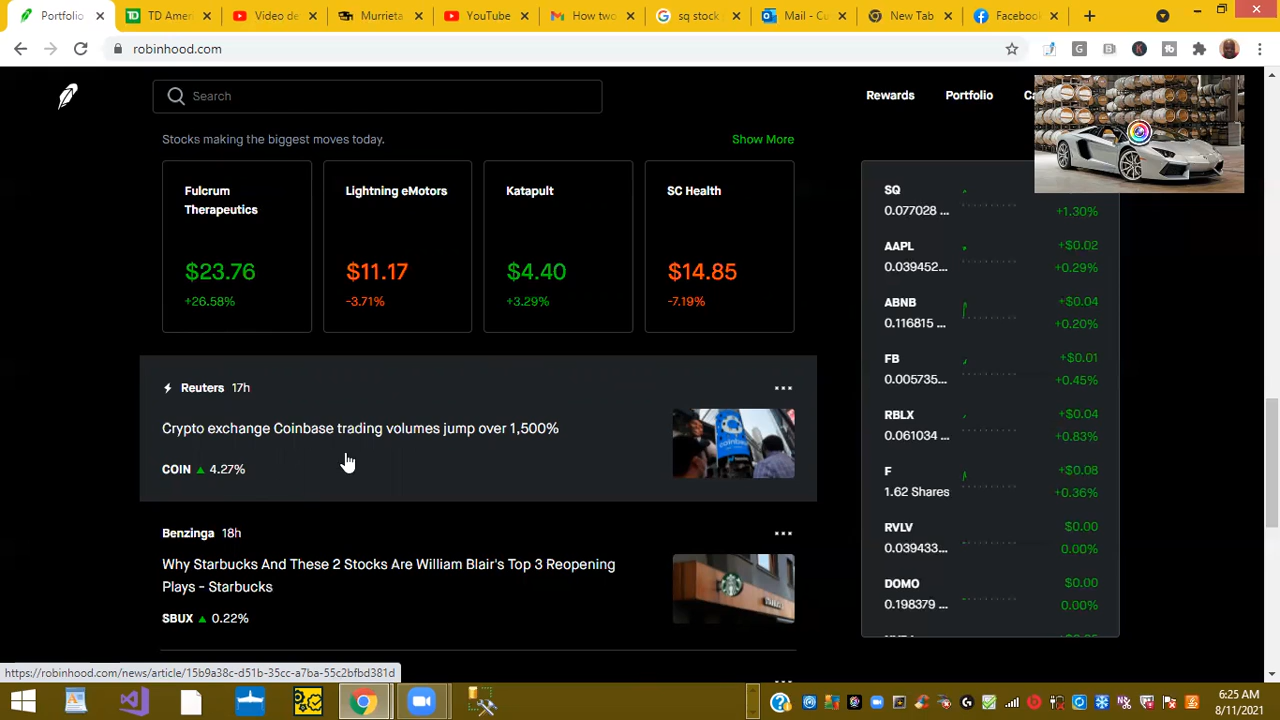 Portfolio
TD Amer
Video de
Murrieta
YouTube
How two
sq stock
Mail - C
New Tab
Facebook
robinhood.com
Search
Rewards
Portfolio
Ca
Stocks making the biggest moves today.
Show More
Fulcrum
Therapeutics
$23.76
+26.58%
Lightning eMotors
$11.17
-3.71%
Katapult
$4.40
+3.29%
SC Health
$14.85
-7.19%
Reuters 17h
Crypto exchange Coinbase trading volumes jump over 1,500%
COIN 4.27%
Benzinga 18h
Why Starbucks And These 2 Stocks Are William Blair's Top 3 Reopening
Plays - Starbucks
SBUX 0.22%
SQ
0.077028 ...
+1.30%
AAPL
+$0.02
0.039452...
+0.29%
ABNB
+$0.04
0.116815 ...
+0.20%
FB
+$0.01
0.005735...
+0.45%
RBLX
+$0.04
0.061034 ...
+0.83%
F
+$0.08
1.62 Shares
+0.36%
RVLV
$0.00
0.039433...
0.00%
DOMO
$0.00
0.198379 ...
0.00%
https://robinhood.com/news/article/15b9a38c-d51b-35cc-a7ba-55c2bfbd381d
6:25 AM
8/11/2021